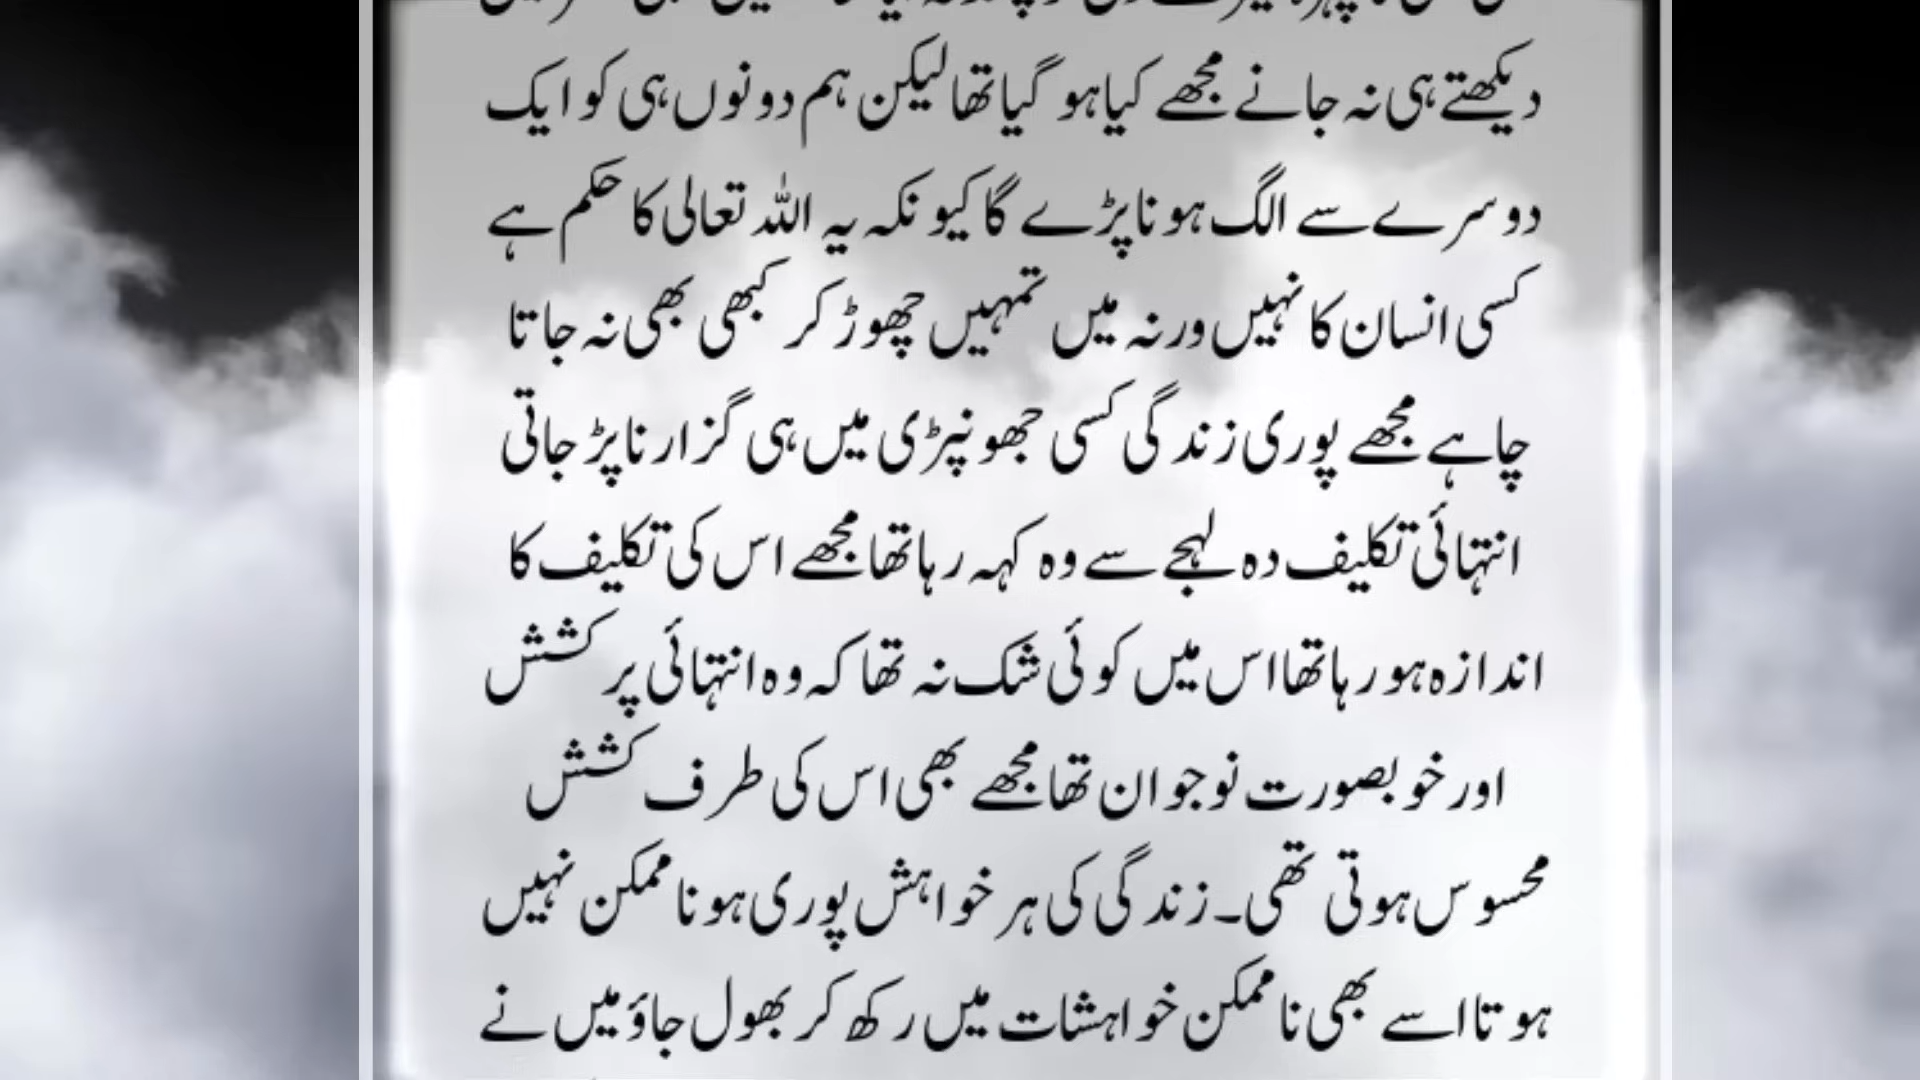 دیکھتے ہی نہ جانے مجھے کیا ہو گیا تھا لیکن ہم دونوں ہی کو ایک
دوسرے سے الگ ہونا پڑے گا کیونکہ یہ اللہ تعالیٰ کا حکم ہے
کسی انسان کا نہیں ورنہ میں تمہیں چھوڑ کر کبھی بھی نہ جاتا
چاہے مجھے پوری زندگی کسی جھونپڑی میں ہی گزارنا پڑ جاتی
انتہائی تکلیف دہ لہجے سے وہ کہہ رہا تھا مجھے اس کی تکلیف کا
اندازہ ہو رہا تھا اس میں کوئی شک نہ تھا کہ وہ انتہائی پر کشش
اور خوبصورت نوجوان تھا مجھے بھی اس کی طرف کشش
محسوس ہوتی تھی۔ زندگی کی ہر خواہش پوری ہونا ممکن نہیں
ہوتا اسے بھی ناممکن خواہشات میں رکھ کر بھول جاؤ میں نے